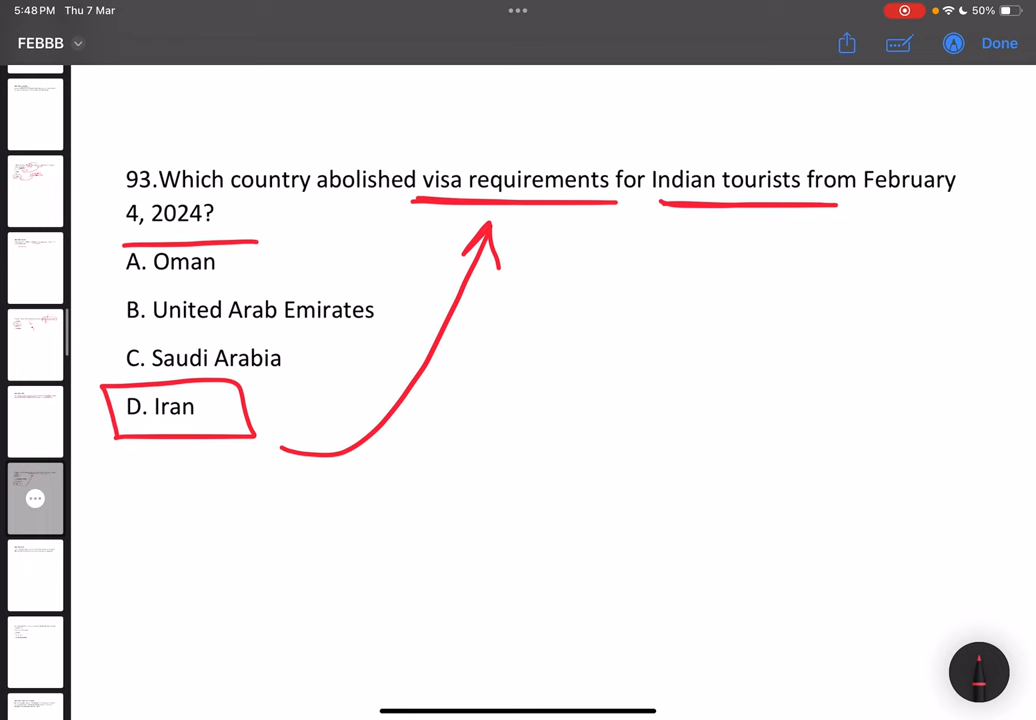 5:48 PM Thu 7 Mar
50%
FEBBB
Done
93.Which country abolished visa requirements for Indian tourists from February
4, 2024?
A. Oman
B. United Arab Emirates
C. Saudi Arabia
D. Iran